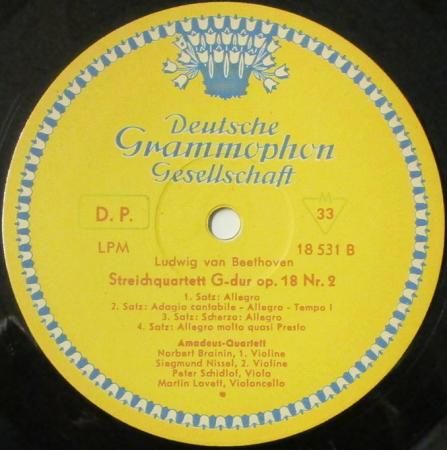 Deutsche
Grammophon
Gesellschaft
D. P.
33
LPM
18 531 B
Ludwig van Beethoven
Streichquartett G-dur op. 18 Nr. 2
1. Satz: Allegro
2. Satz: Adagio cantabile - Allegro - Tempo I
3. Satz: Scherzo: Allegro
4. Satz: Allegro molto quasi Presto
Amadeus-Quartett
Norbert Brainin, 1. Violine
Siegmund Nissel, 2. Violine
Peter Schidlof, Viola
Martin Lovett, Violoncello